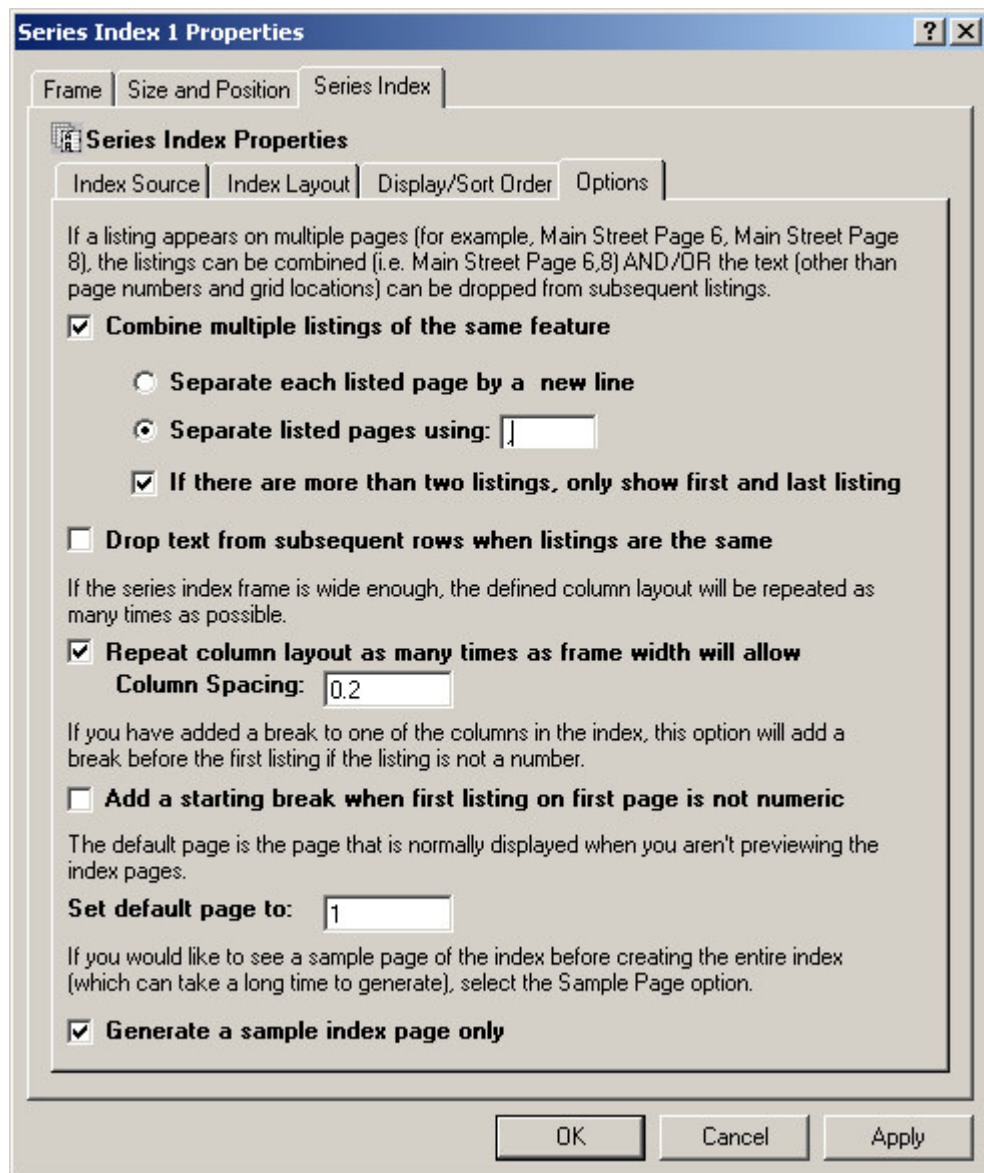 Series Index 1 Properties
Frame Size and Position Series Index
Series Index Properties
Index Source Index Layout Display/Sort Order Options
If a listing appears on multiple pages (for example, Main Street Page 6, Main Street Page
8), the listings can be combined (i.e. Main Street Page 6,8) AND/OR the text (other than
page numbers and grid locations) can be dropped from subsequent listings.
Combine multiple listings of the same feature
Separate each listed page by a new line
Separate listed pages using: ,
If there are more than two listings, only show first and last listing
Drop text from subsequent rows when listings are the same
If the series index frame is wide enough, the defined column layout will be repeated as
many times as possible.
Repeat column layout as many times as frame width will allow
Column Spacing: 0.2
If you have added a break to one of the columns in the index, this option will add a
break before the first listing if the listing is not a number.
Add a starting break when first listing on first page is not numeric
The default page is the page that is normally displayed when you aren't previewing the
index pages.
Set default page to: 1
If you would like to see a sample page of the index before creating the entire index
(which can take a long time to generate), select the Sample Page option.
Generate a sample index page only
OK Cancel Apply